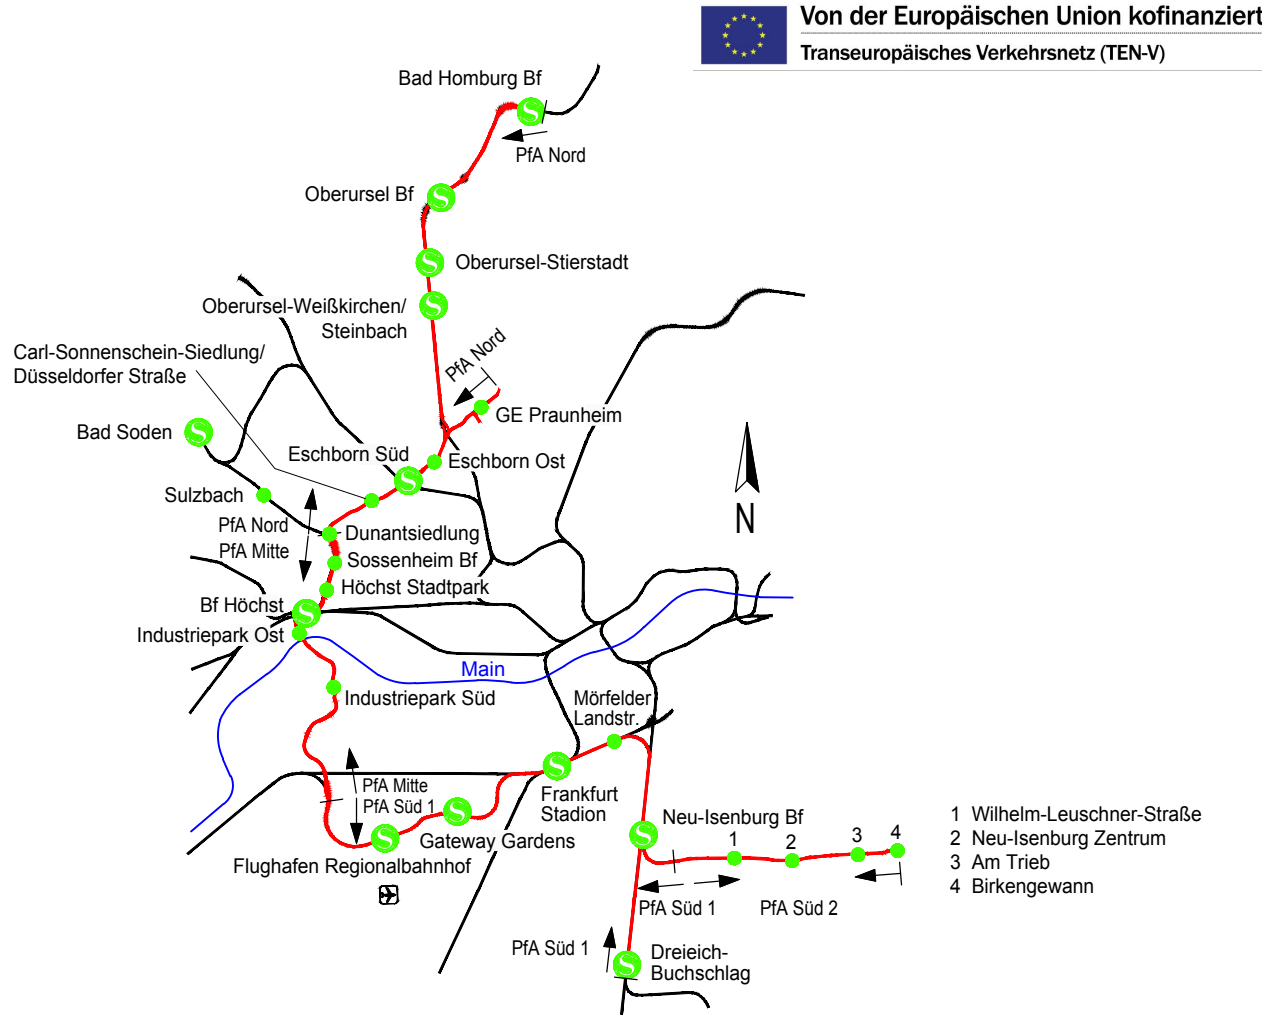 Von der Europäischen Union kofinanziert
Transeuropäisches Verkehrsnetz (TEN-V)
Bad Homburg Bf
PfA Nord
Oberursel Bf
Oberursel-Stierstadt
Oberursel-Weißkirchen/
Steinbach
Carl-Sonnenschein-Siedlung/
Düsseldorfer Straße
PfA Nord
GE Praunheim
Bad Soden
Eschborn Süd
Eschborn Ost
Sulzbach
PfA Nord
PfA Mitte
Dunantsiedlung
Sossenheim Bf
Höchst Stadtpark
Bf Höchst
Industriepark Ost
N
Main
Industriepark Süd
Mörfelder
Landstr.
PfA Mitte
PfA Süd 1
Frankfurt
Stadion
Gateway Gardens
Flughafen Regionalbahnhof
Neu-Isenburg Bf
1
2
3
4
1 Wilhelm-Leuschner-Straße
2 Neu-Isenburg Zentrum
3 Am Trieb
4 Birkengewann
PfA Süd 1
PfA Süd 2
PfA Süd 1
Dreieich-
Buchschlag